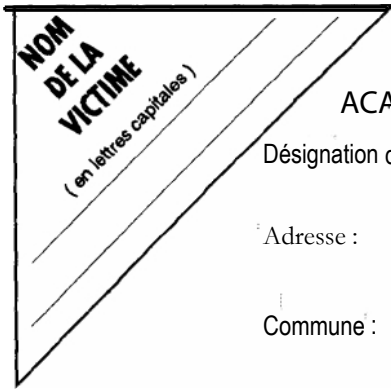 NOM
DE LA
VICTIME
( en lettres capitales )
ACA
Désignation
Adresse :
Commune :